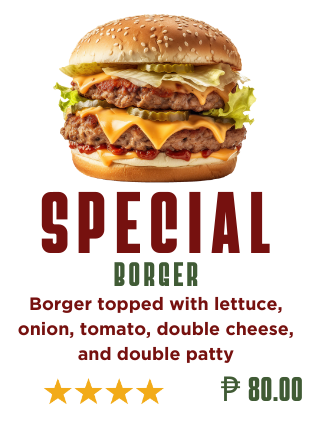 SPECIAL
BORGER
Borger topped with lettuce,
onion, tomato, double cheese,
and double patty
₱ 80.00